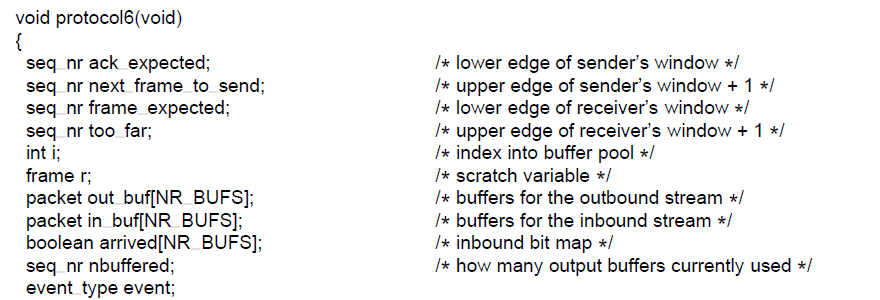 void protocol6(void)
{
seq_nr ack_expected; /* lower edge of sender’s window */
seq_nr next_frame_to_send; /* upper edge of sender’s window + 1 */
seq_nr frame_expected; /* lower edge of receiver’s window */
seq_nr too_far; /* upper edge of receiver’s window + 1 */
int i; /* index into buffer pool */
frame r; /* scratch variable */
packet out_buf[NR_BUFS]; /* buffers for the outbound stream */
packet in_buf[NR_BUFS]; /* buffers for the inbound stream */
boolean arrived[NR_BUFS]; /* inbound bit map */
seq_nr nbuffered; /* how many output buffers currently used */
event_type event;